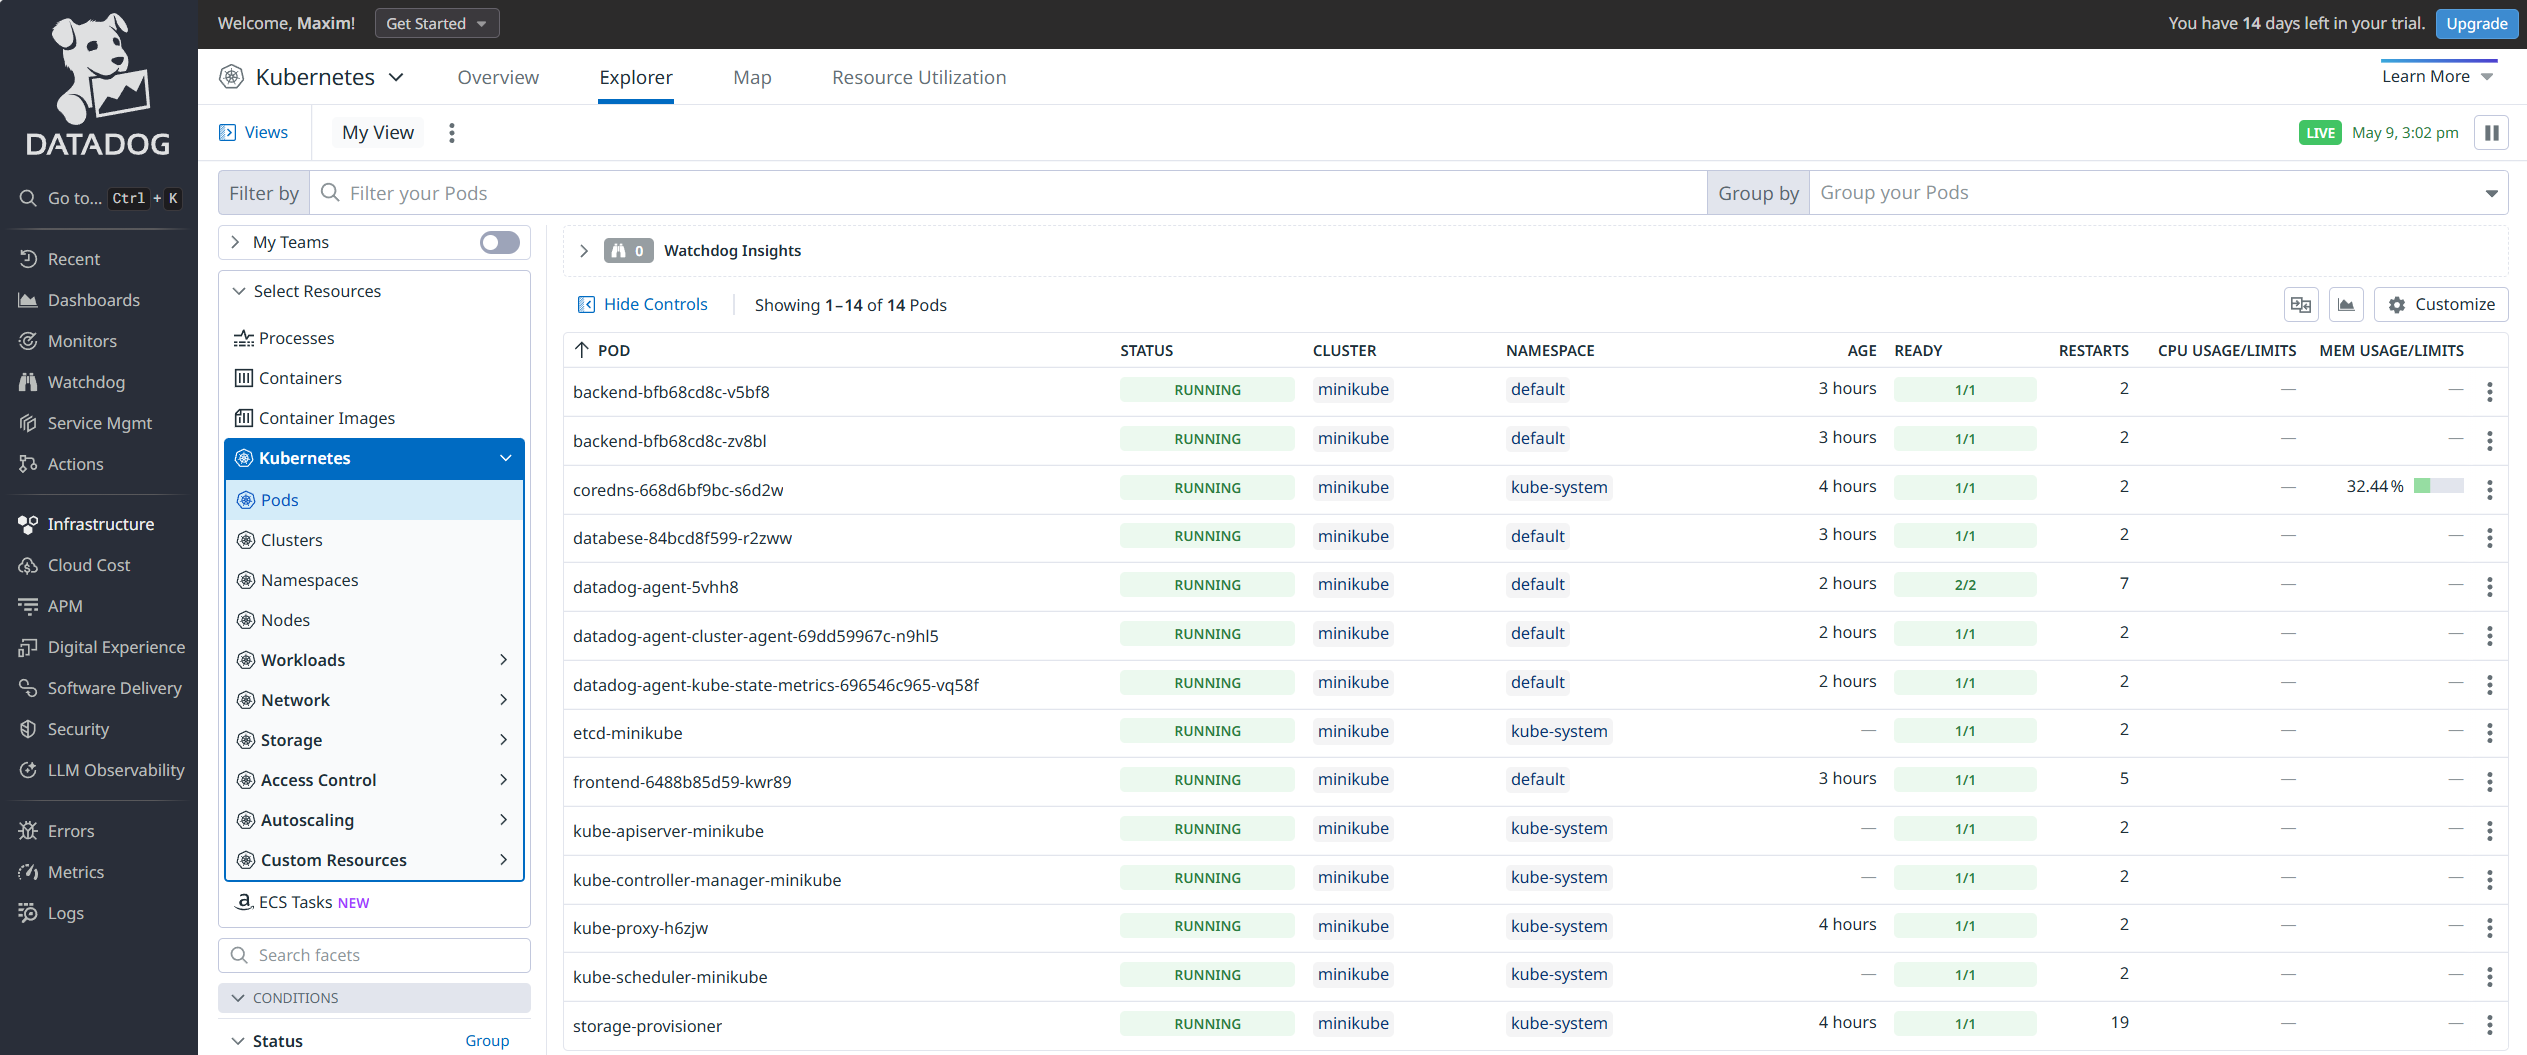 DATADOG
Go to... Ctrl + K
Recent
Dashboards
Monitors
Watchdog
Service Mgmt
Actions
Infrastructure
Cloud Cost
APM
Digital Experience
Software Delivery
Security
LLM Observability
Errors
Metrics
Logs
Welcome, Maxim! Get Started
You have 14 days left in your trial. Upgrade
Kubernetes Overview Explorer Map Resource Utilization Learn More
Views My View LIVE May 9, 3:02 pm
Filter by Filter your Pods Group by Group your Pods
My Teams
Select Resources
Processes
Containers
Container Images
Kubernetes
Pods
Clusters
Namespaces
Nodes
Workloads
Network
Storage
Access Control
Autoscaling
Custom Resources
ECS Tasks NEW
Search facets
CONDITIONS
Status Group
0 Watchdog Insights
Hide Controls Showing 1–14 of 14 Pods Customize
POD STATUS CLUSTER NAMESPACE AGE READY RESTARTS CPU USAGE/LIMITS MEM USAGE/LIMITS
backend-bfb68cd8c-v5bf8 RUNNING minikube default 3 hours 1/1 2 — —
backend-bfb68cd8c-zv8bl RUNNING minikube default 3 hours 1/1 2 — —
coredns-668d6bf9bc-s6d2w RUNNING minikube kube-system 4 hours 1/1 2 — 32.44%
databese-84bcd8f599-r2zww RUNNING minikube default 3 hours 1/1 2 — —
datadog-agent-5vhh8 RUNNING minikube default 2 hours 2/2 7 — —
datadog-agent-cluster-agent-69dd59967c-n9hl5 RUNNING minikube default 2 hours 1/1 2 — —
datadog-agent-kube-state-metrics-696546c965-vq58f RUNNING minikube default 2 hours 1/1 2 — —
etcd-minikube RUNNING minikube kube-system — 1/1 2 — —
frontend-6488b85d59-kwr89 RUNNING minikube default 3 hours 1/1 5 — —
kube-apiserver-minikube RUNNING minikube kube-system — 1/1 2 — —
kube-controller-manager-minikube RUNNING minikube kube-system — 1/1 2 — —
kube-proxy-h6zjw RUNNING minikube kube-system 4 hours 1/1 2 — —
kube-scheduler-minikube RUNNING minikube kube-system — 1/1 2 — —
storage-provisioner RUNNING minikube kube-system 4 hours 1/1 19 — —